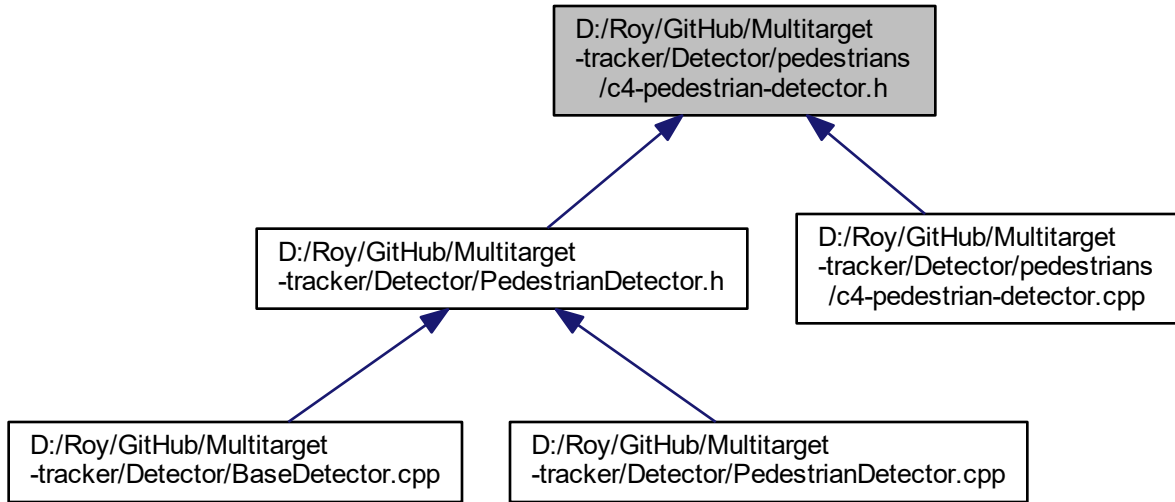 D:/Roy/GitHub/Multitarget
-tracker/Detector/pedestrians
/c4-pedestrian-detector.h
D:/Roy/GitHub/Multitarget
-tracker/Detector/PedestrianDetector.h
D:/Roy/GitHub/Multitarget
-tracker/Detector/pedestrians
/c4-pedestrian-detector.cpp
D:/Roy/GitHub/Multitarget
-tracker/Detector/BaseDetector.cpp
D:/Roy/GitHub/Multitarget
-tracker/Detector/PedestrianDetector.cpp